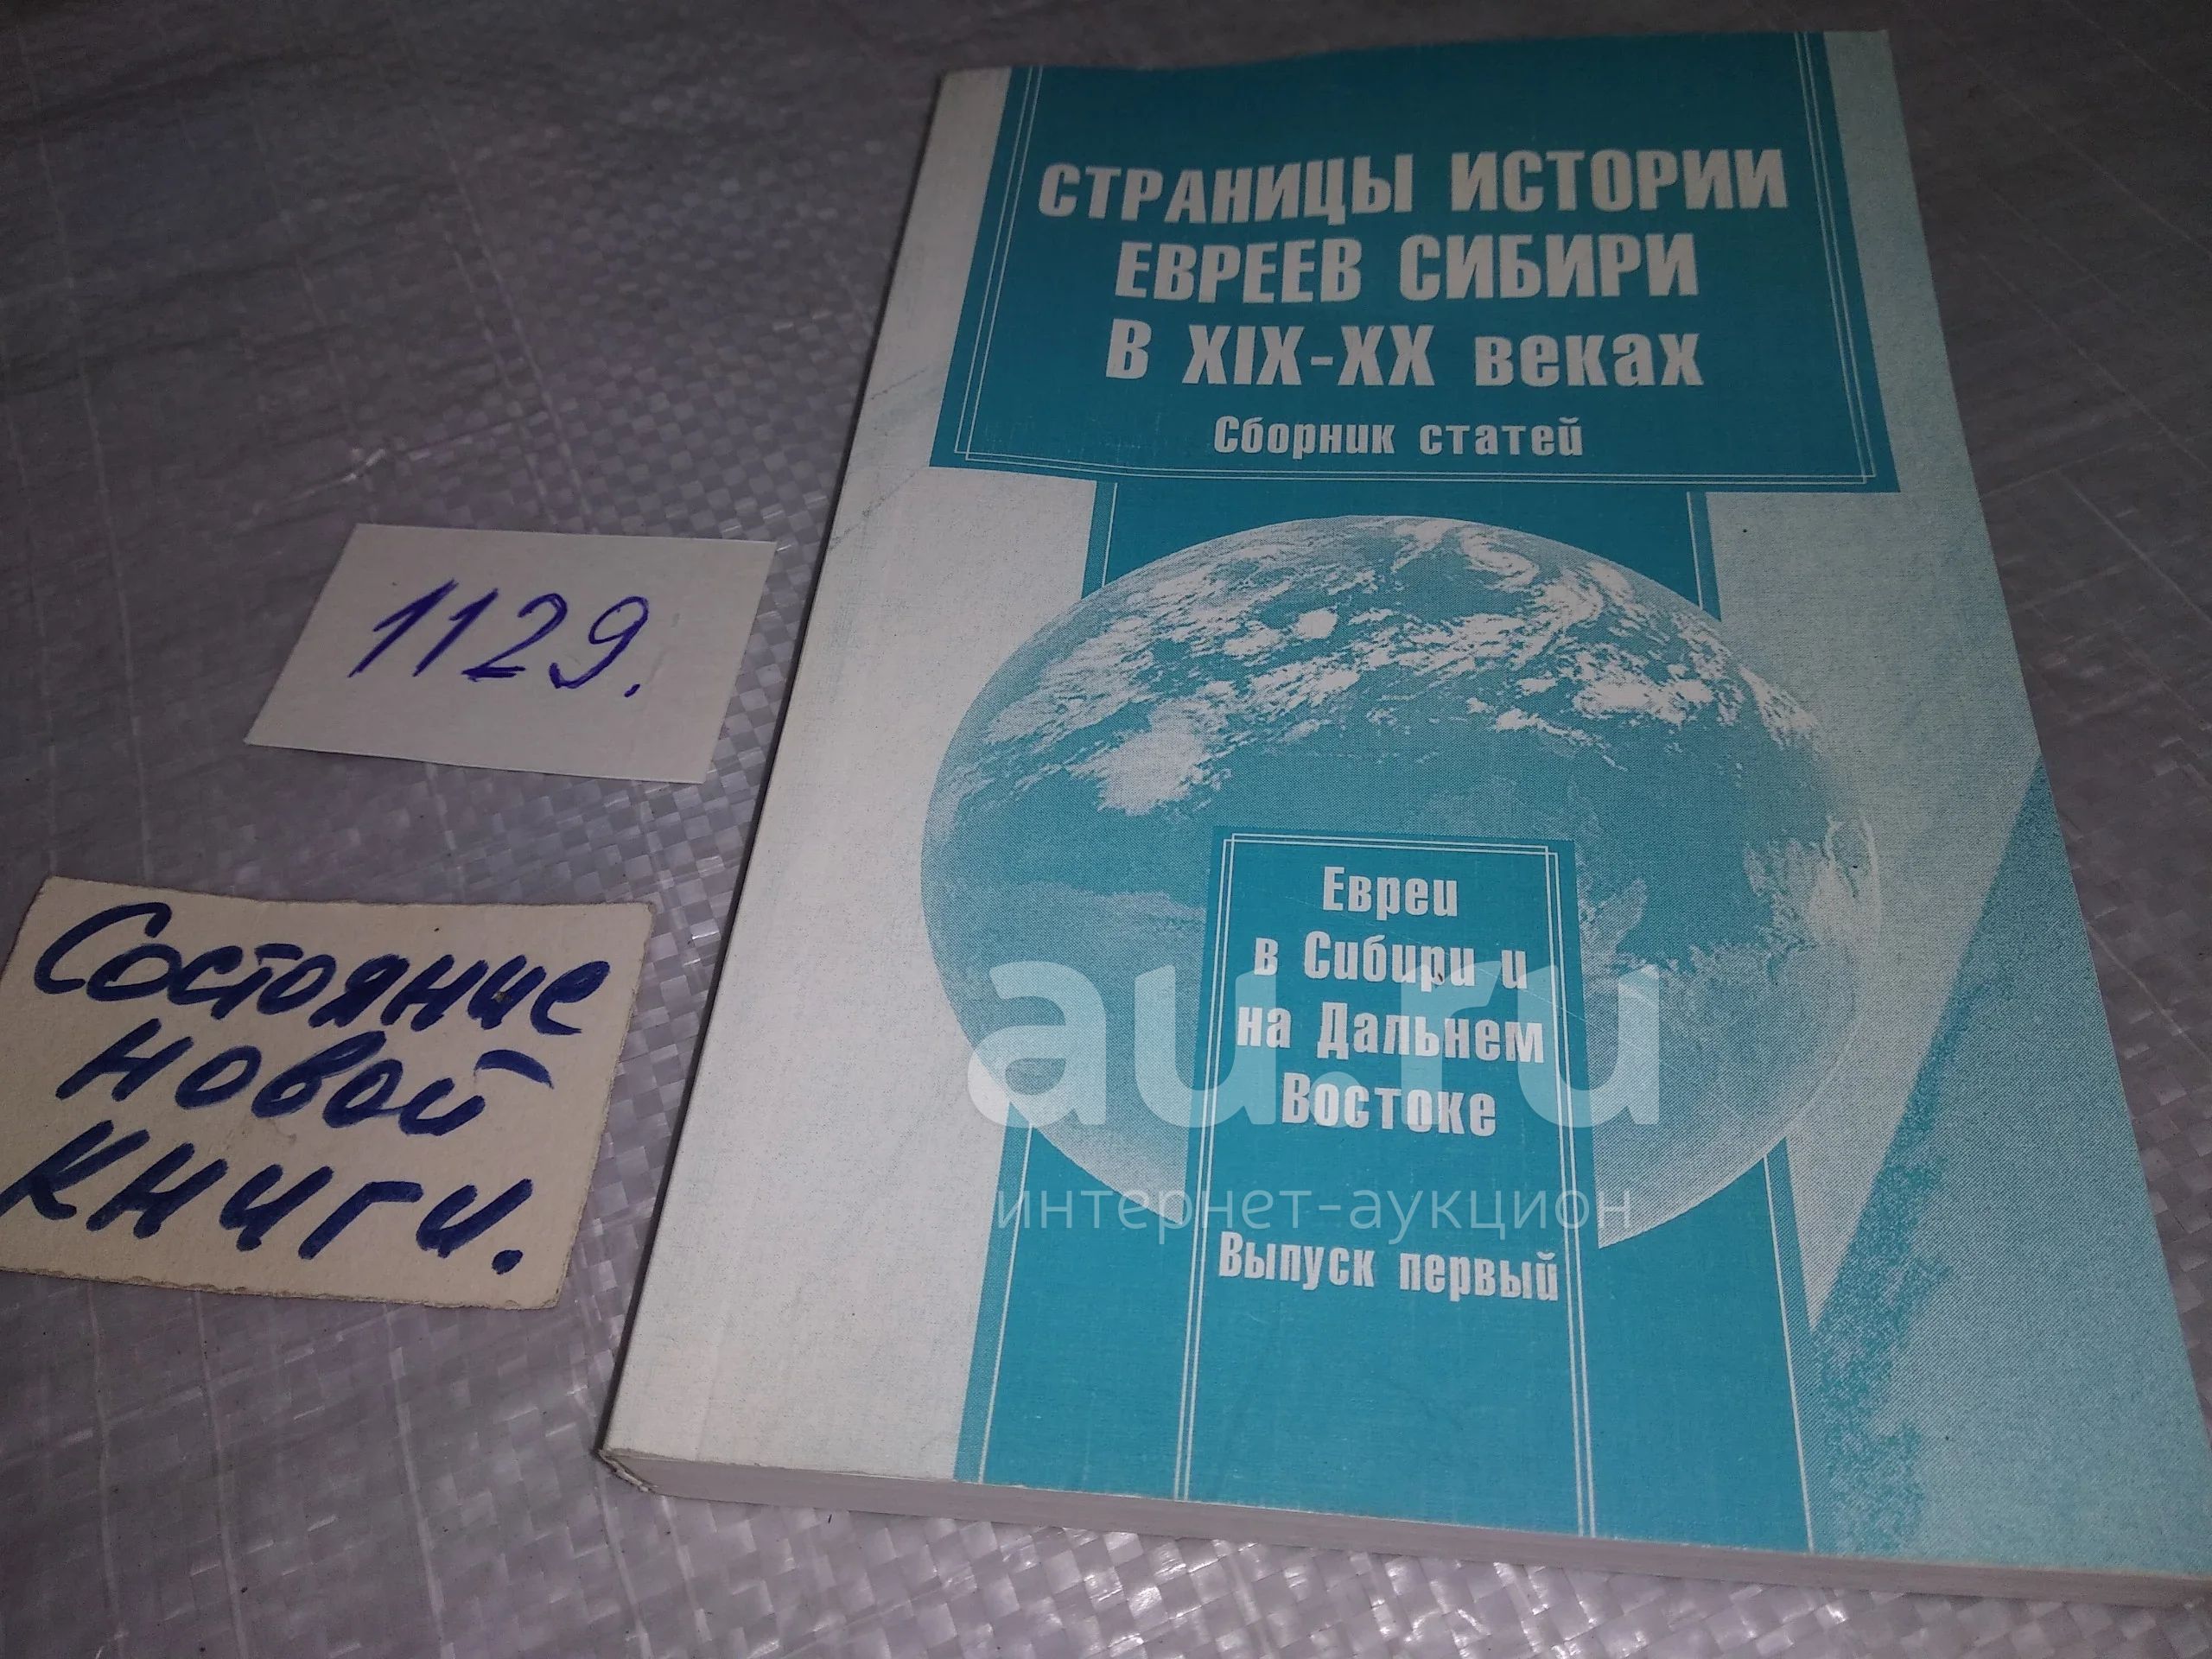 СТРАНИЦЫ ИСТОРИИ
ЕВРЕЕВ СИБИРИ
В XIX-XX веках
Сборник статей
1129.
Состояние
новой
книги.
Евреи
в Сибири и
на Дальнем
Востоке
au.ru
интернет-аукцион
Выпуск первый